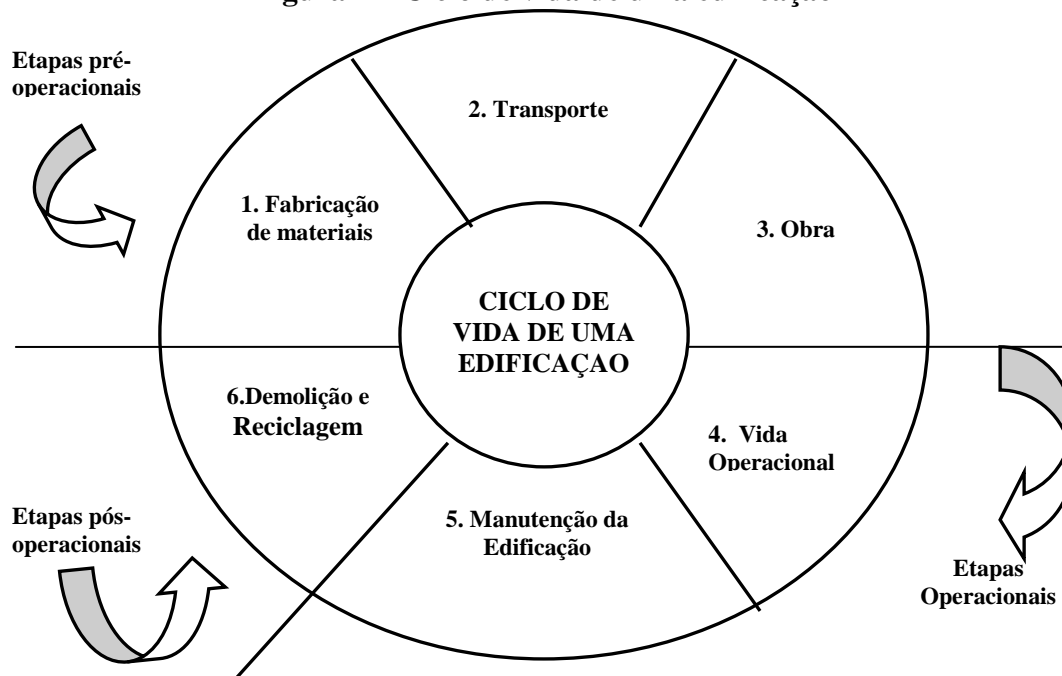 Etapas pré-
operacionais
2. Transporte
1. Fabricação
de materiais
3. Obra
CICLO DE
VIDA DE UMA
EDIFICAÇAO
6.Demolição e
Reciclagem
4. Vida
Operacional
5. Manutenção da
Edificação
Etapas pós-
operacionais
Etapas
Operacionais